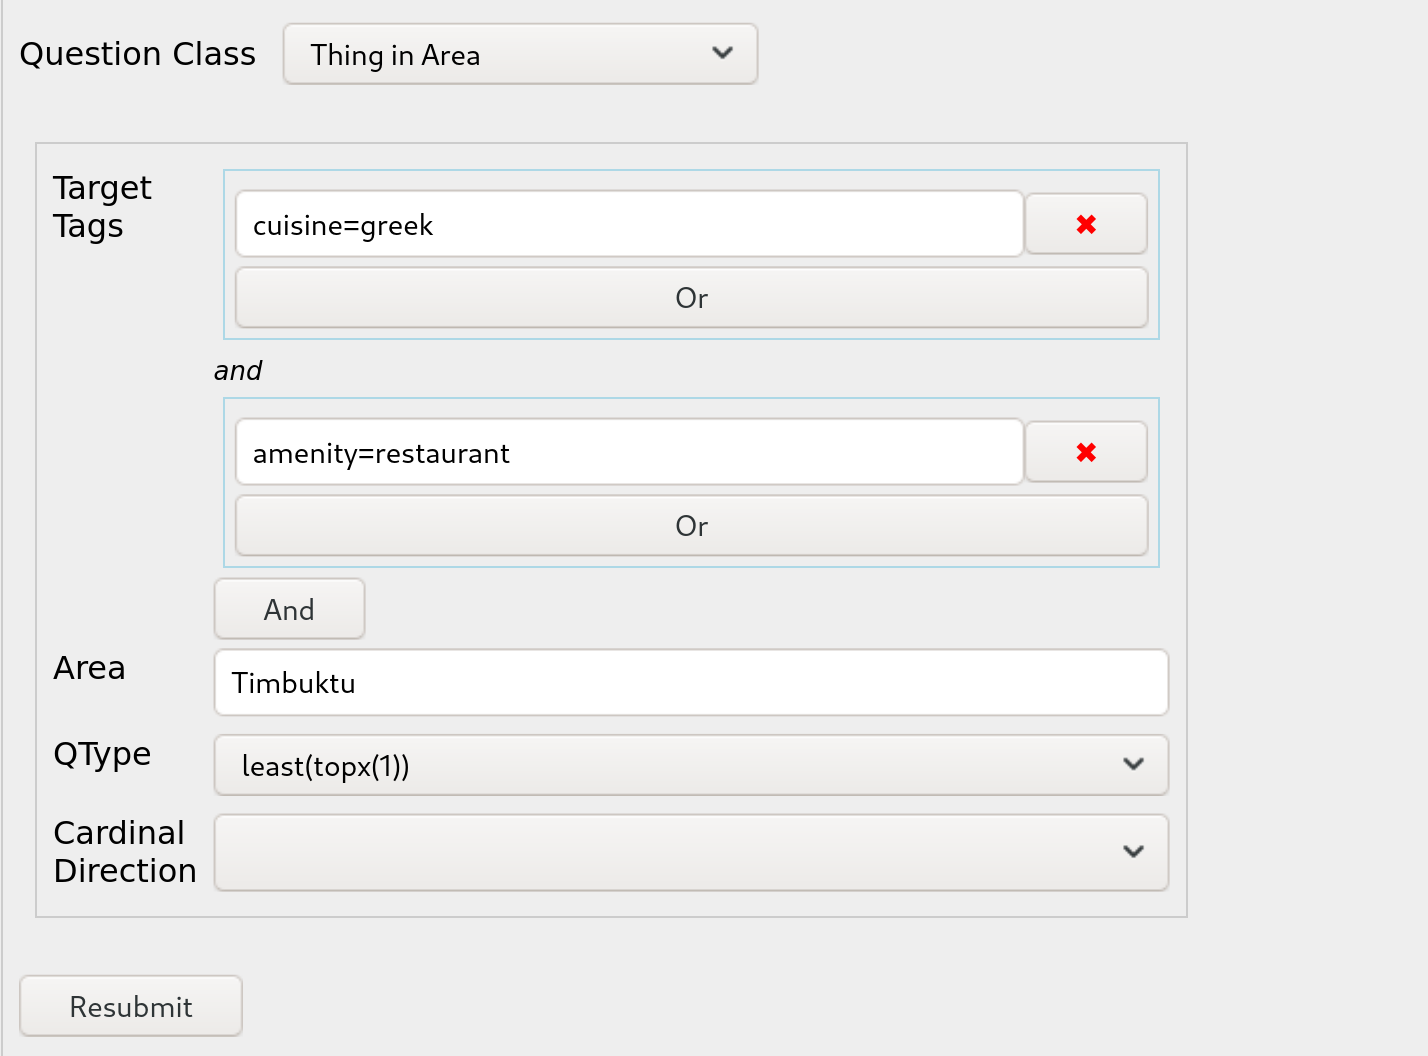 Question Class
Thing in Area
Target
Tags
cuisine=greek
✖
Or
and
amenity=restaurant
✖
Or
And
Area
Timbuktu
QType
least(topx(1))
Cardinal
Direction
Resubmit